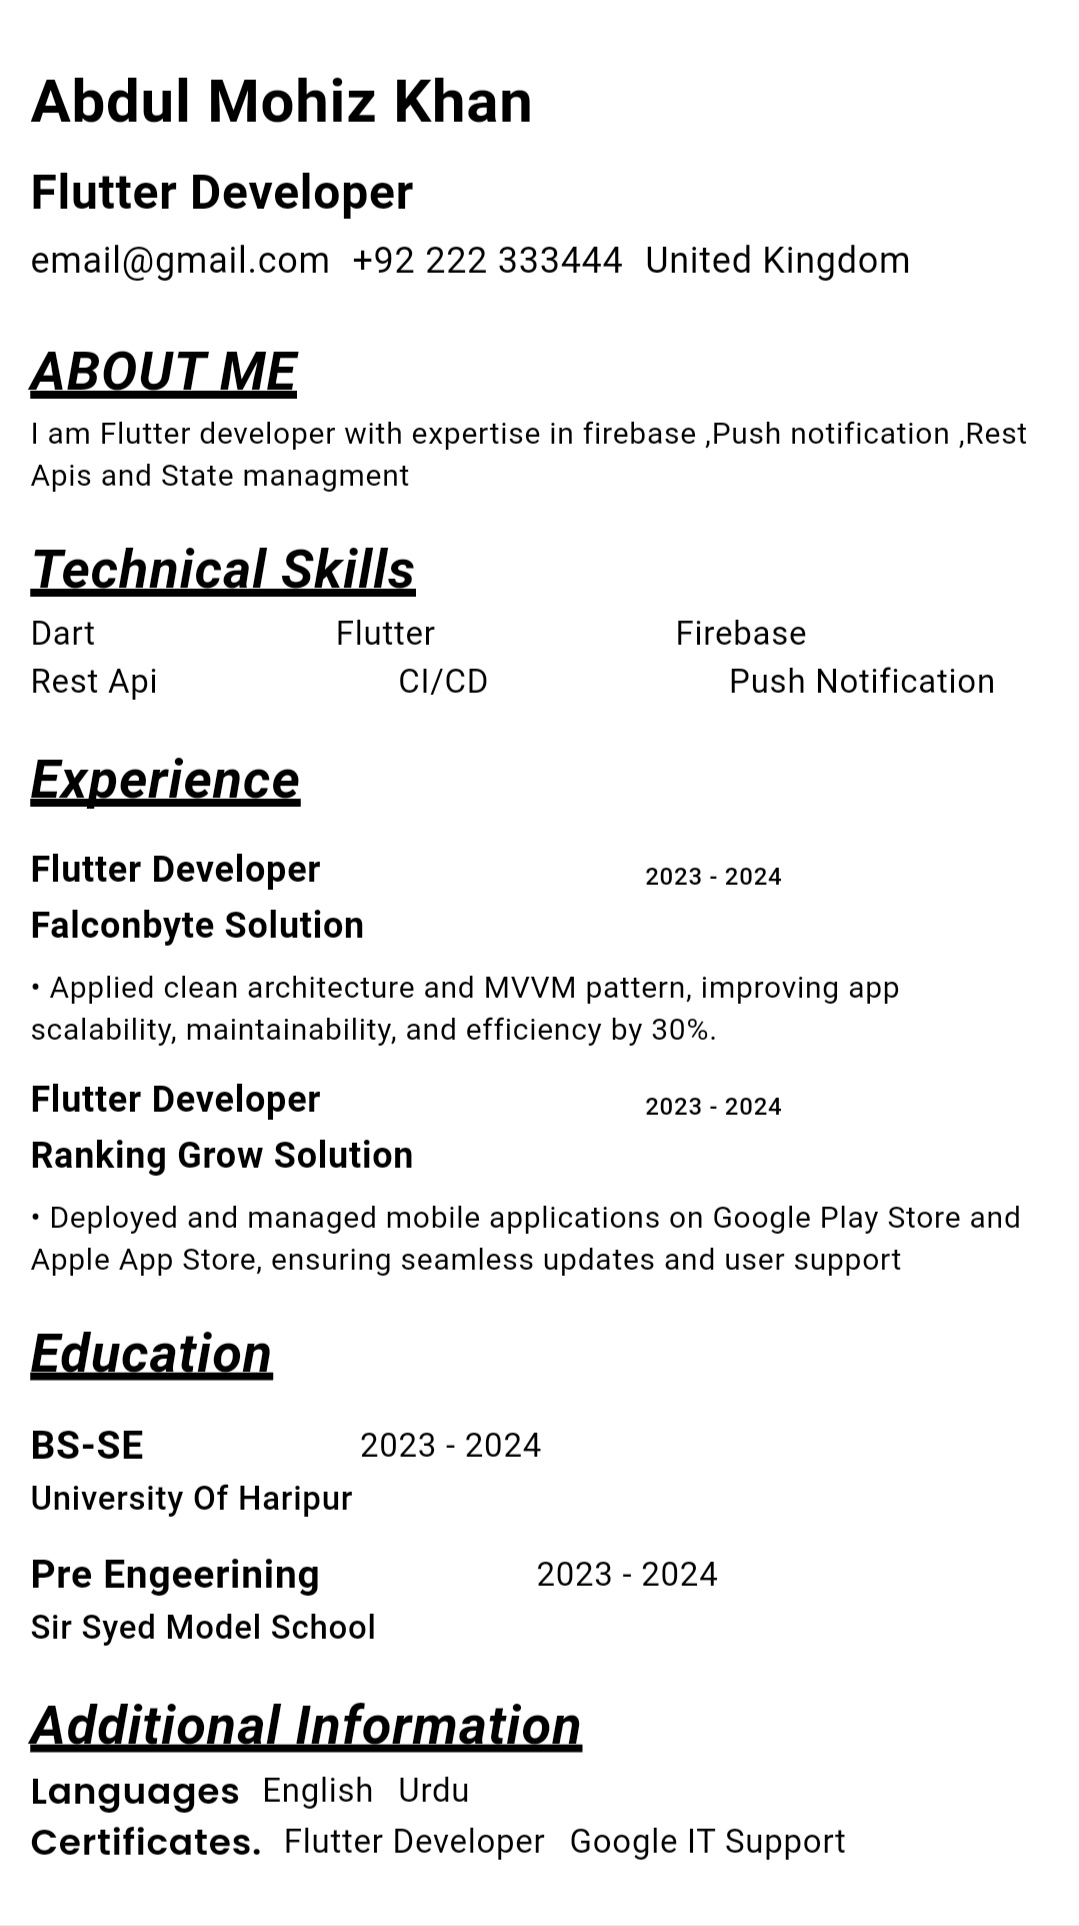 Abdul Mohiz Khan
Flutter Developer
email@gmail.com +92 222 333444 United Kingdom
ABOUT ME
I am Flutter developer with expertise in firebase ,Push notification ,Rest
Apis and State managment
Technical Skills
Dart Flutter Firebase
Rest Api CI/CD Push Notification
Experience
Flutter Developer 2023 - 2024
Falconbyte Solution
• Applied clean architecture and MVVM pattern, improving app
scalability, maintainability, and efficiency by 30%.
Flutter Developer 2023 - 2024
Ranking Grow Solution
• Deployed and managed mobile applications on Google Play Store and
Apple App Store, ensuring seamless updates and user support
Education
BS-SE 2023 - 2024
University Of Haripur
Pre Engeerining 2023 - 2024
Sir Syed Model School
Additional Information
Languages English Urdu
Certificates. Flutter Developer Google IT Support